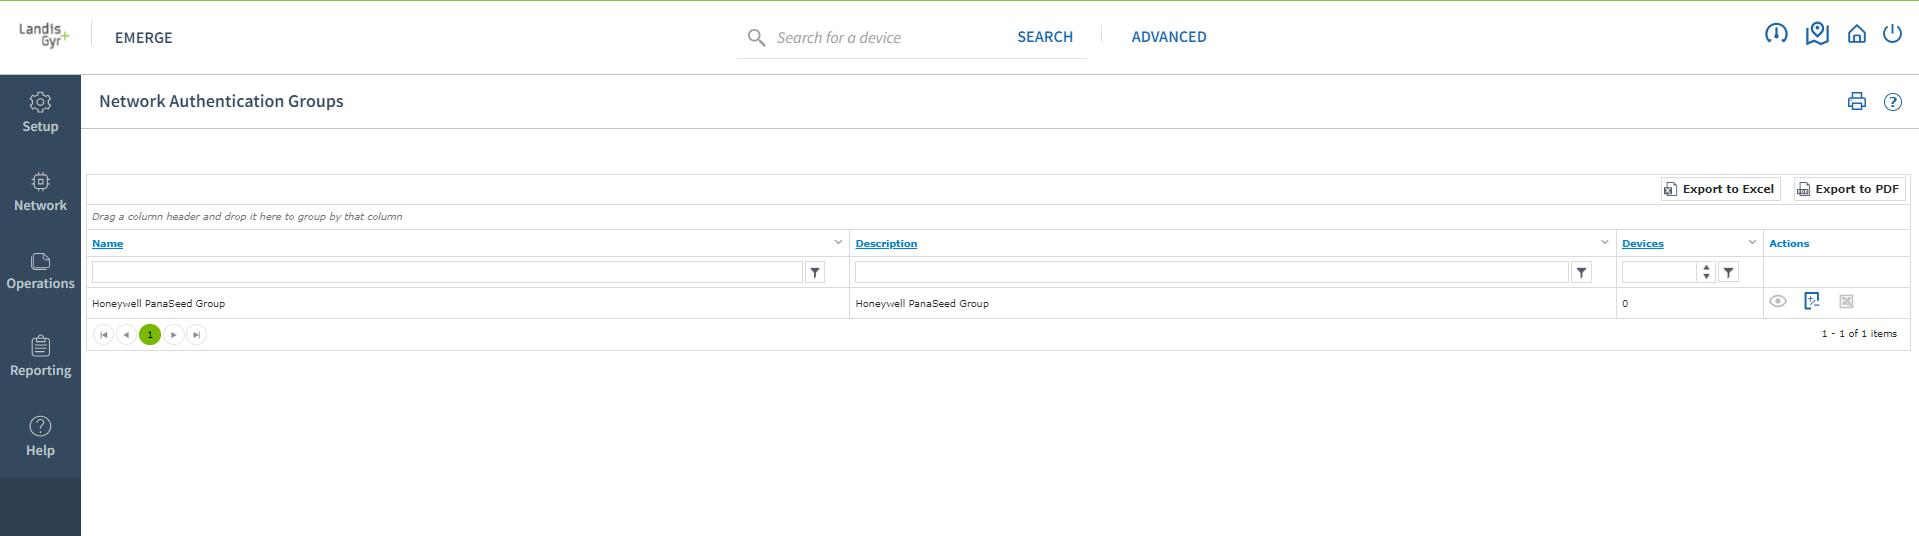 Landis+
Gyr
EMERGE
Search for a device
SEARCH
ADVANCED
Setup
Network
Operations
Reporting
Help
Network Authentication Groups
Export to Excel
Export to PDF
Drag a column header and drop it here to group by that column
Name Description Devices Actions
Honeywell PanaSeed Group Honeywell PanaSeed Group 0
1
1 - 1 of 1 items